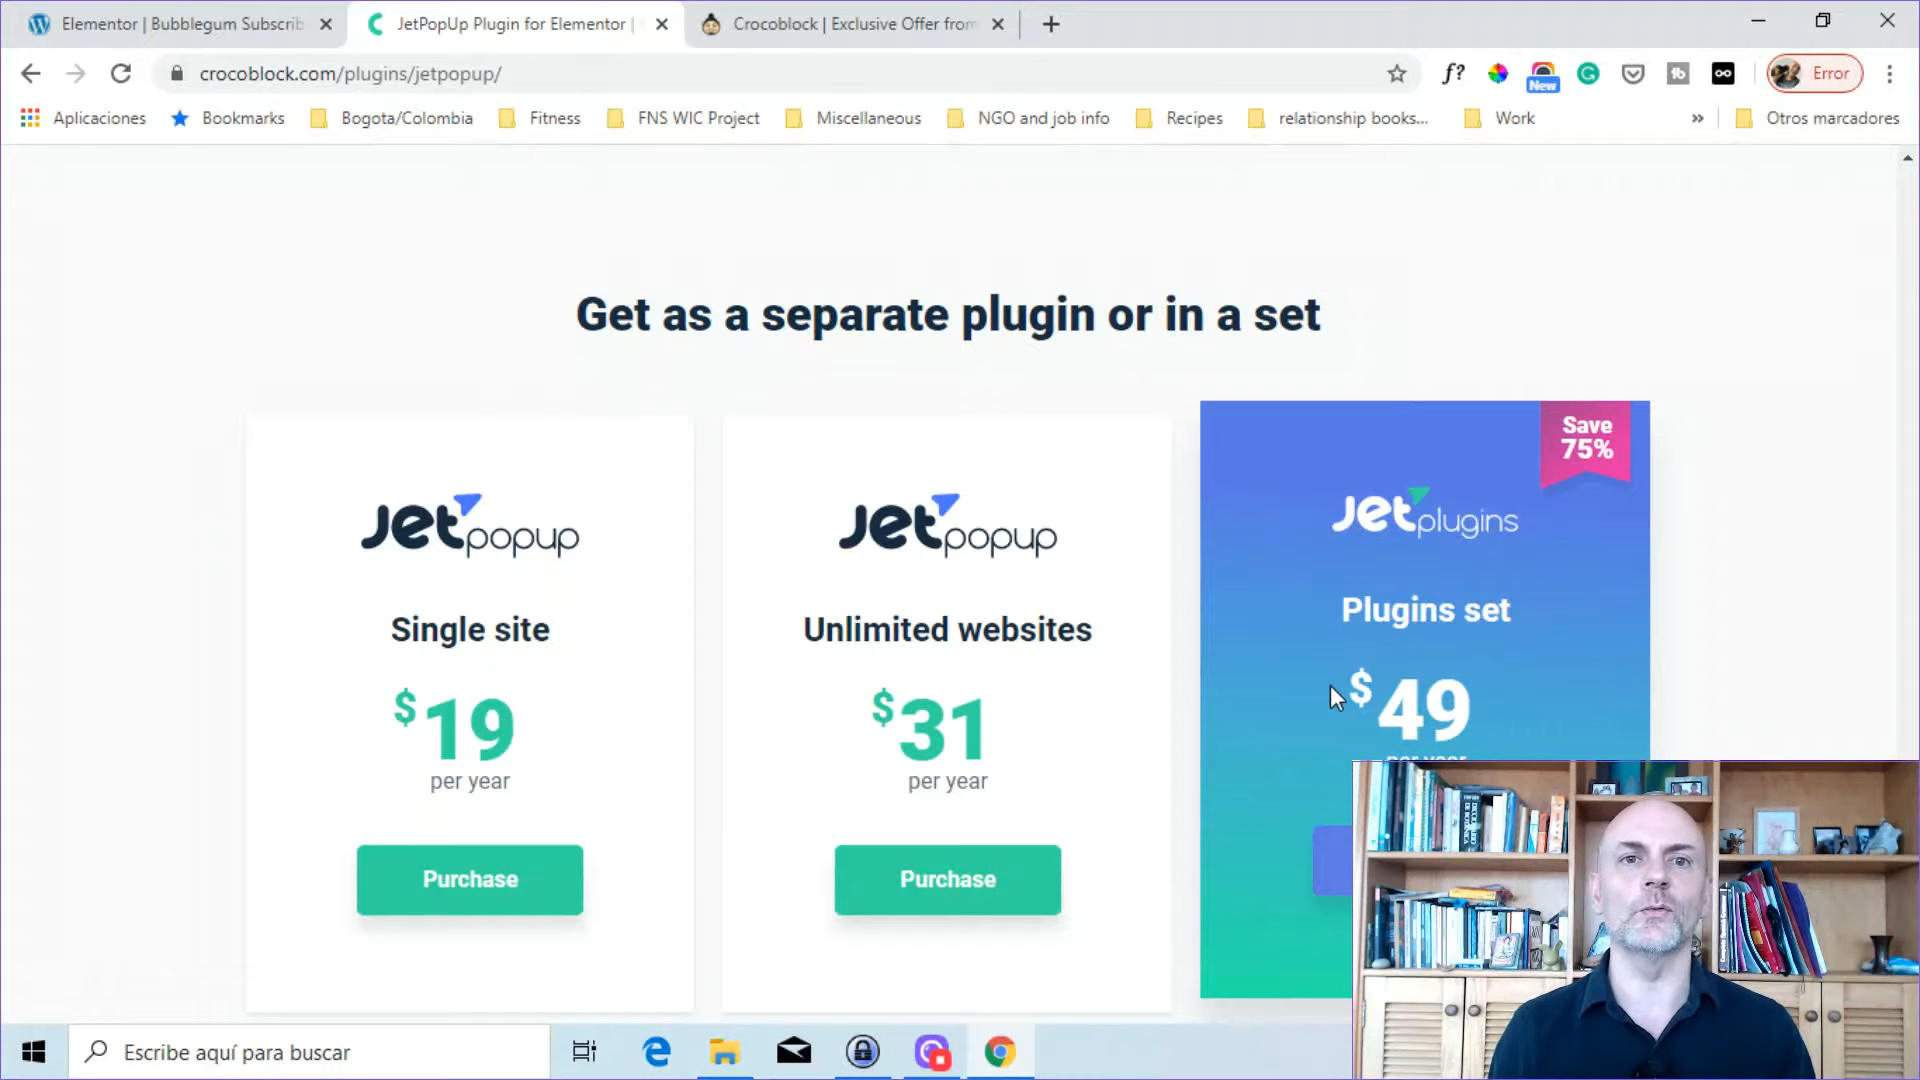 Elementor | Bubblegum Subscrib
JetPopUp Plugin for Elementor |
Crocoblock | Exclusive Offer from
crocoblock.com/plugins/jetpopup/
f?
New
Error
Aplicaciones
Bookmarks
Bogota/Colombia
Fitness
FNS WIC Project
Miscellaneous
NGO and job info
Recipes
relationship books...
Work
»
Otros marcadores
Get as a separate plugin or in a set
Save
75%
Jet popup
Jet popup
Jet plugins
Single site
Unlimited websites
Plugins set
$19
$31
$49
per year
per year
per year
Purchase
Purchase
Escribe aquí para buscar